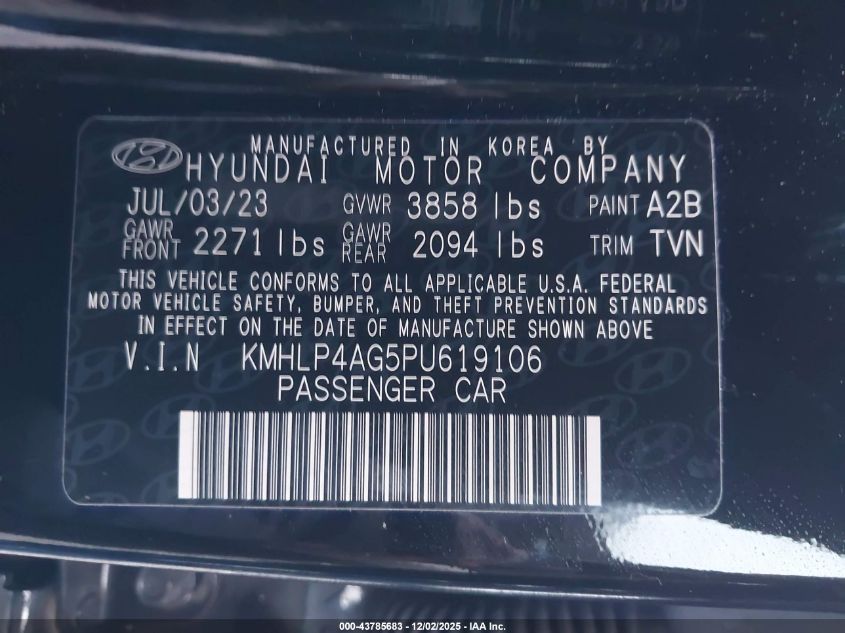 MANUFACTURED IN KOREA BY
HYUNDAI MOTOR COMPANY
JUL/03/23 GVWR 3858 lbs PAINT A2B
GAWR FRONT 2271 lbs GAWR REAR 2094 lbs TRIM TVN
THIS VEHICLE CONFORMS TO ALL APPLICABLE U.S.A. FEDERAL
MOTOR VEHICLE SAFETY, BUMPER, AND THEFT PREVENTION STANDARDS
IN EFFECT ON THE DATE OF MANUFACTURE SHOWN ABOVE
V.I.N KMHLP4AG5PU619106
PASSENGER CAR
000-43785683 - 12/02/2025 - IAA Inc.